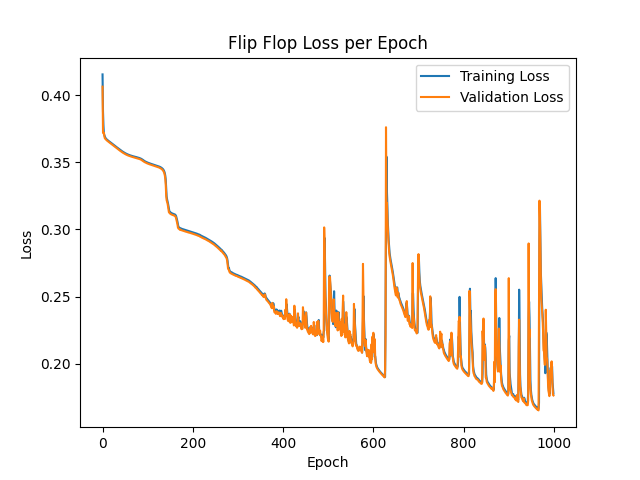 Flip Flop Loss per Epoch
Training Loss
Validation Loss
0.40
0.35
0.30
0.25
0.20
Loss
0
200
400
600
800
1000
Epoch